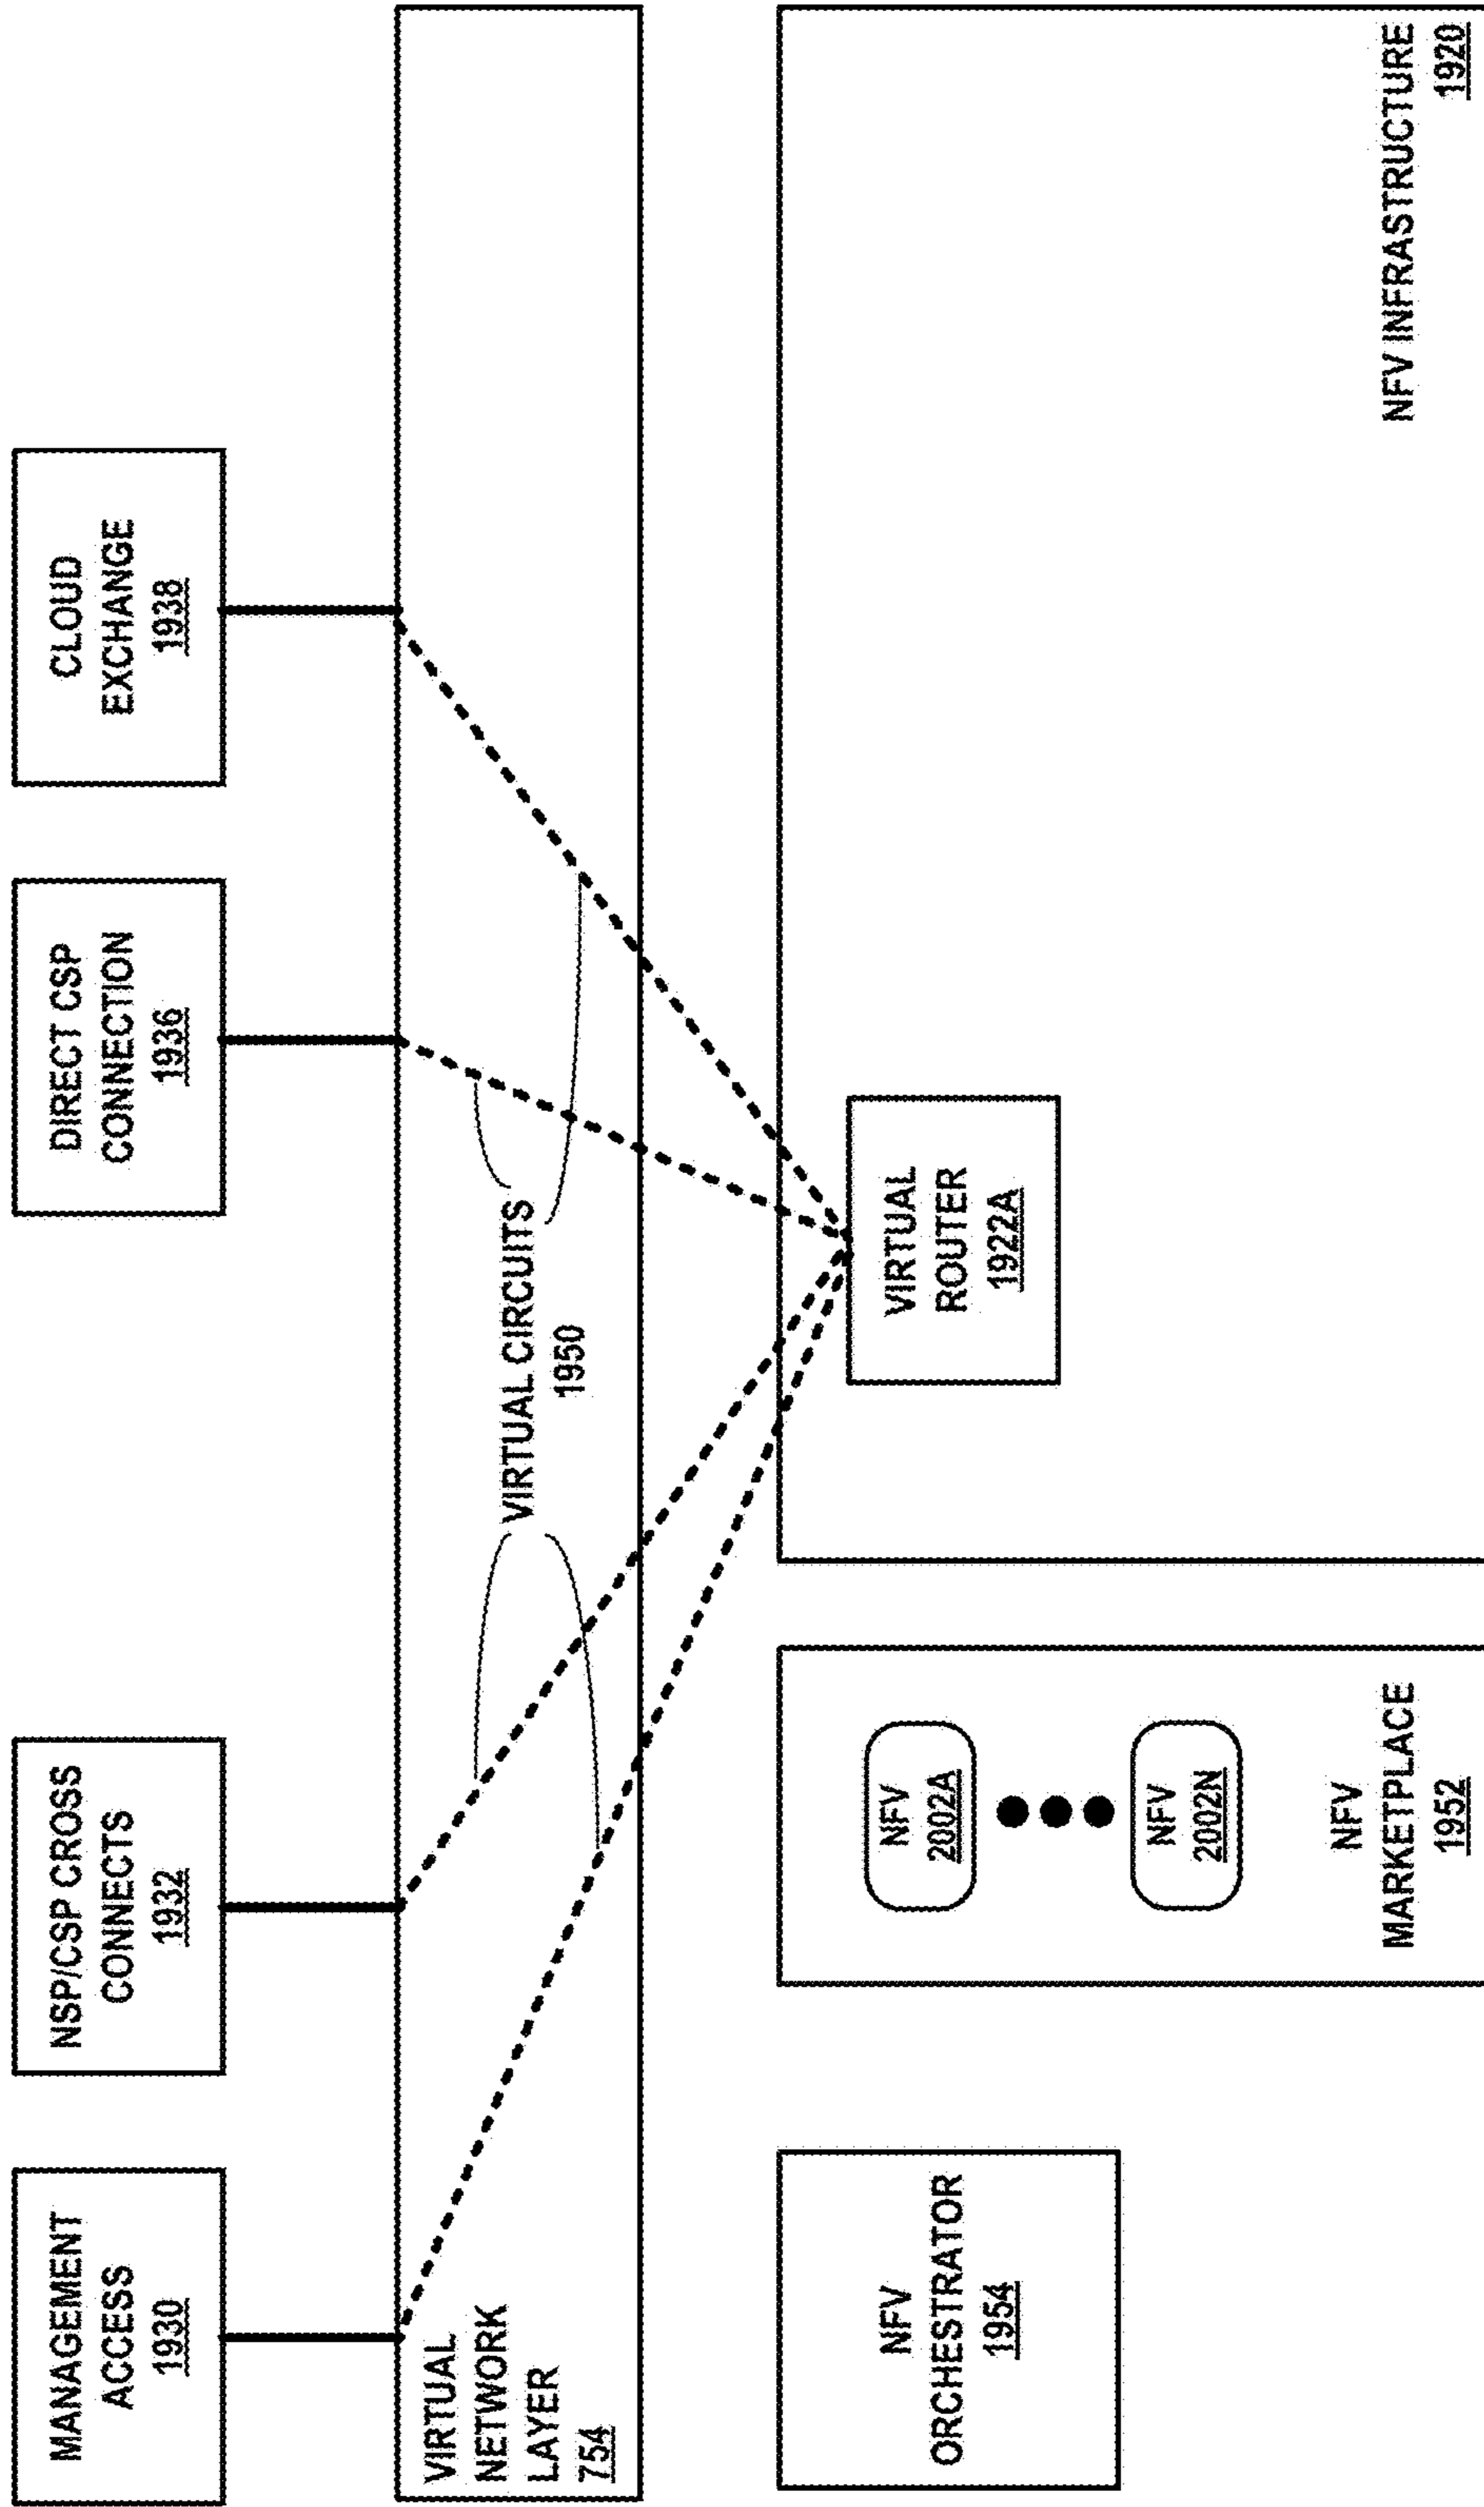 MANAGEMENT
ACCESS
1930
NSP/CSP CROSS
CONNECTS
1932
DIRECT CSP
CONNECTION
1936
CLOUD
EXCHANGE
1938
VIRTUAL
NETWORK
LAYER
754
VIRTUAL CIRCUITS
1950
NFV
ORCHESTRATOR
1954
NFV
2002A
NFV
2002N
NFV
MARKETPLACE
1952
VIRTUAL
ROUTER
1922A
NFV INFRASTRUCTURE
1920